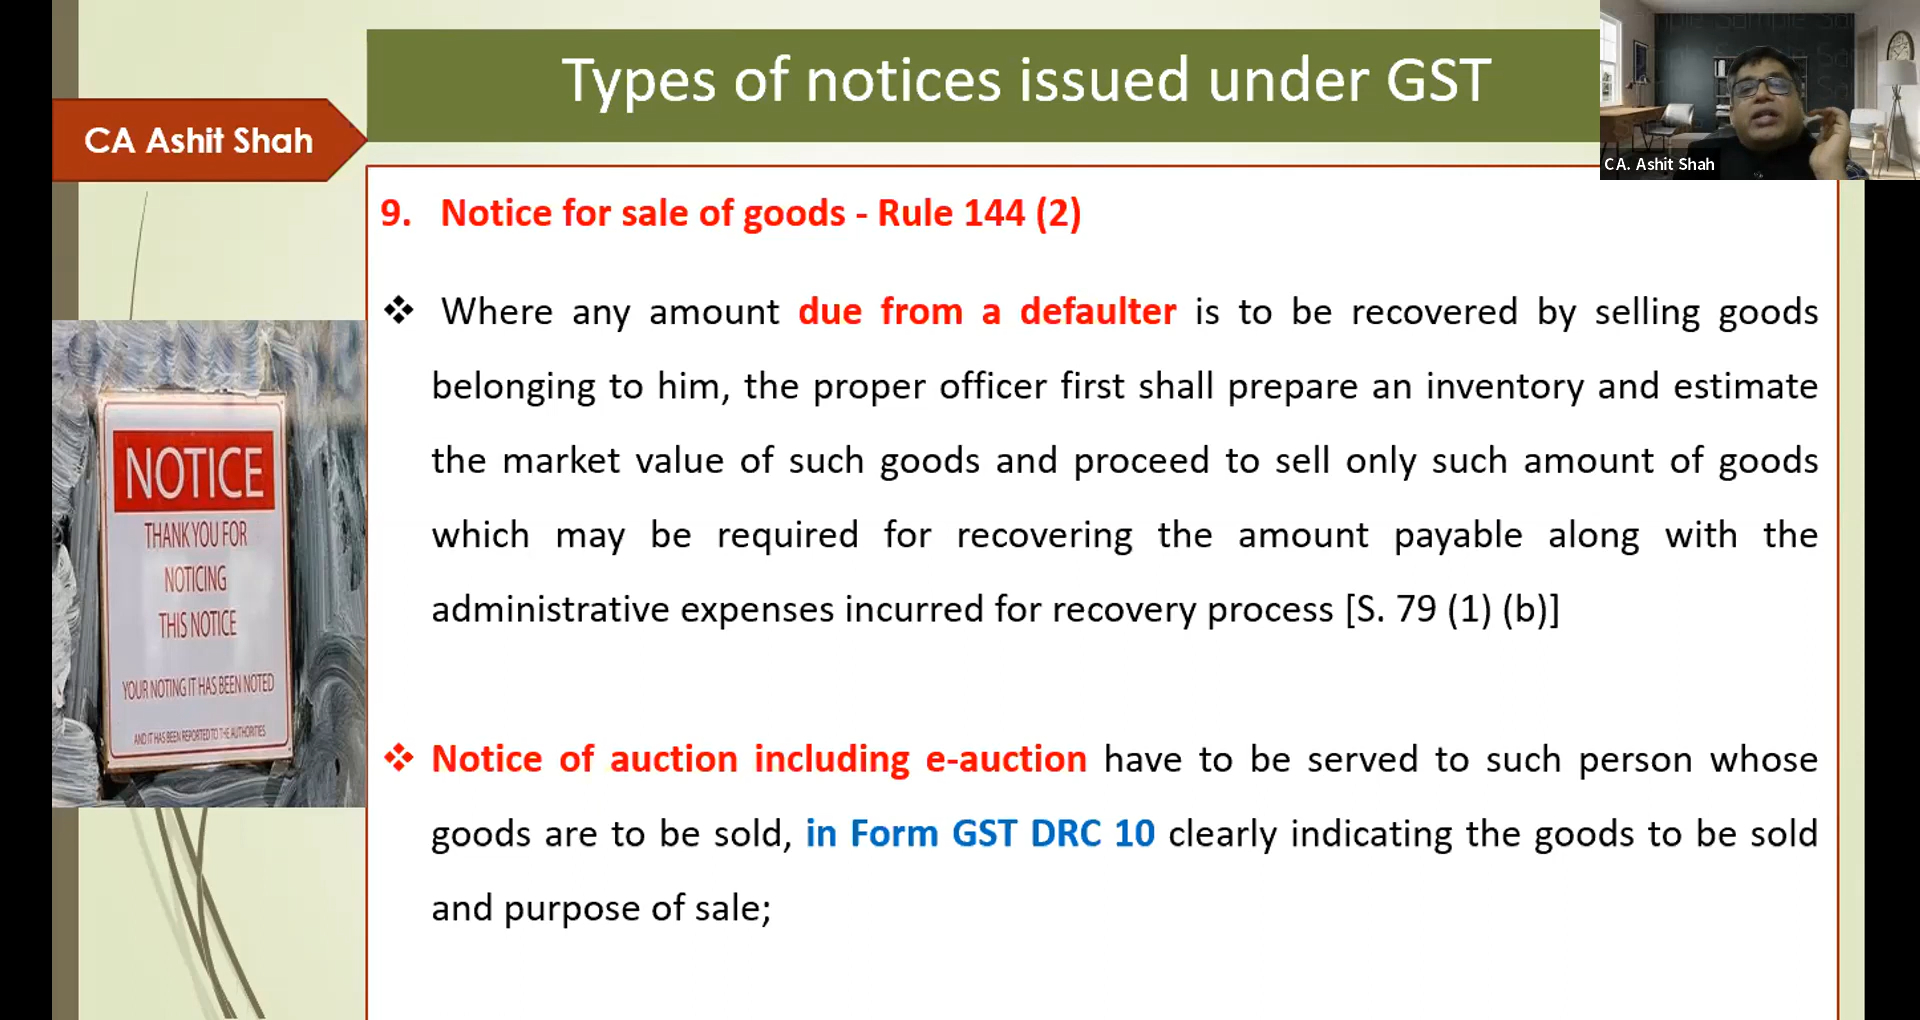 Types of notices issued under GST
CA Ashit Shah
CA. Ashit Shah
9. Notice for sale of goods - Rule 144 (2)
Where any amount due from a defaulter is to be recovered by selling goods
belonging to him, the proper officer first shall prepare an inventory and estimate
the market value of such goods and proceed to sell only such amount of goods
which may be required for recovering the amount payable along with the
administrative expenses incurred for recovery process [S. 79 (1) (b)]
Notice of auction including e-auction have to be served to such person whose
goods are to be sold, in Form GST DRC 10 clearly indicating the goods to be sold
and purpose of sale;
NOTICE
THANK YOU FOR
NOTICING
THIS NOTICE
YOUR NOTING IT HAS BEEN NOTED
AND IT HAS BEEN REPORTED TO THE AUTHORITIES